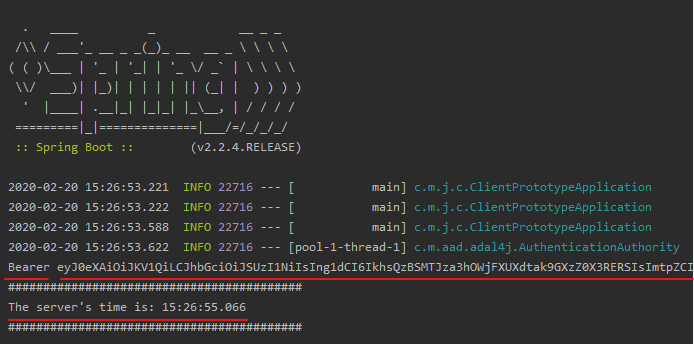 .   ____          _            __ _ _
 /\\ / ___'_ __ _ _(_)_ __  __ _ \ \ \ \
( ( )\___ | '_ | '_| | '_ \/ _` | \ \ \ \
 \\/  ___)| |_)| | | | | || (_| |  ) ) ) )
  '  |____| .__|_| |_|_| |_\__, | / / / /
 =========|_|==============|___/=/_/_/_/
 :: Spring Boot ::        (v2.2.4.RELEASE)
2020-02-20 15:26:53.221  INFO 22716 --- [           main] c.m.j.c.ClientPrototypeApplication
2020-02-20 15:26:53.222  INFO 22716 --- [           main] c.m.j.c.ClientPrototypeApplication
2020-02-20 15:26:53.588  INFO 22716 --- [           main] c.m.j.c.ClientPrototypeApplication
2020-02-20 15:26:53.622  INFO 22716 --- [pool-1-thread-1] c.m.aad.adal4j.AuthenticationAuthority
Bearer eyJ0eXAiOiJKV1QiLCJhbGciOiJSUzI1NiIsIng1dCI6IkhsQzBSMTJza3hOWjFXUXdtak9GXzZ0X3RERSIsImtpZCI
##########################################
The server's time is: 15:26:55.066
##########################################